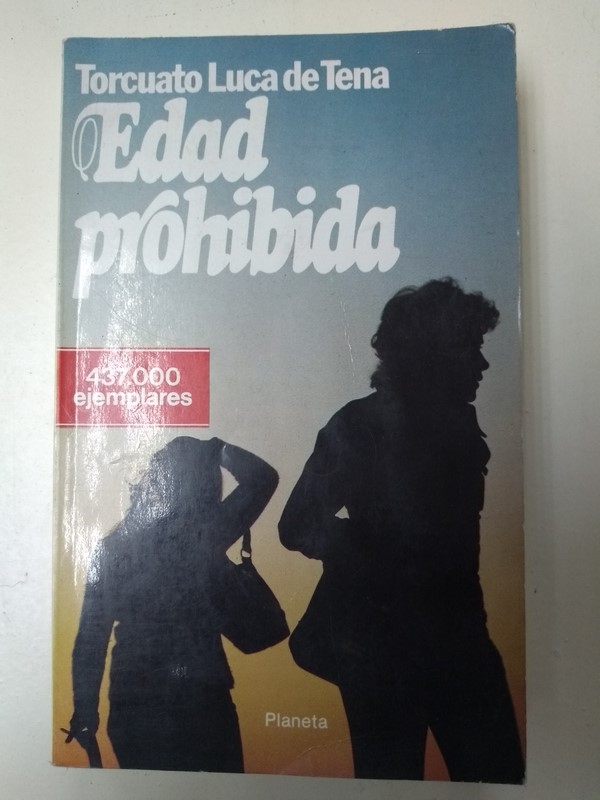 Torcuato Luca de Tena
Edad
prohibida
437.000
ejemplares
Planeta